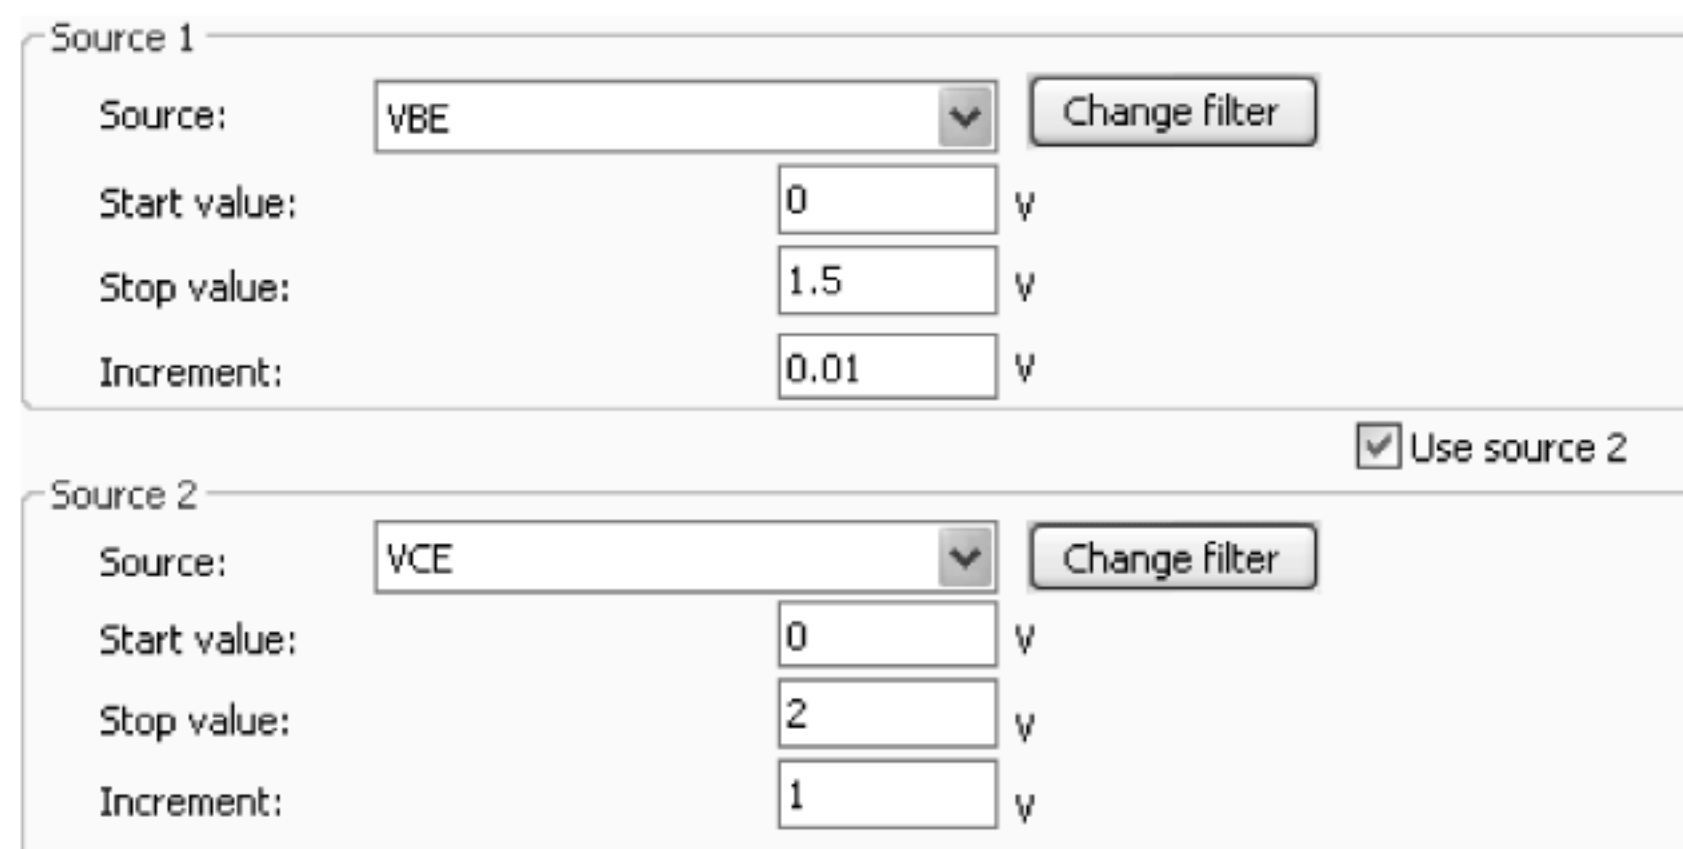 Source 1
Source: VBE Change filter
Start value: 0 V
Stop value: 1.5 V
Increment: 0.01 V
Use source 2
Source 2
Source: VCE Change filter
Start value: 0 V
Stop value: 2 V
Increment: 1 V